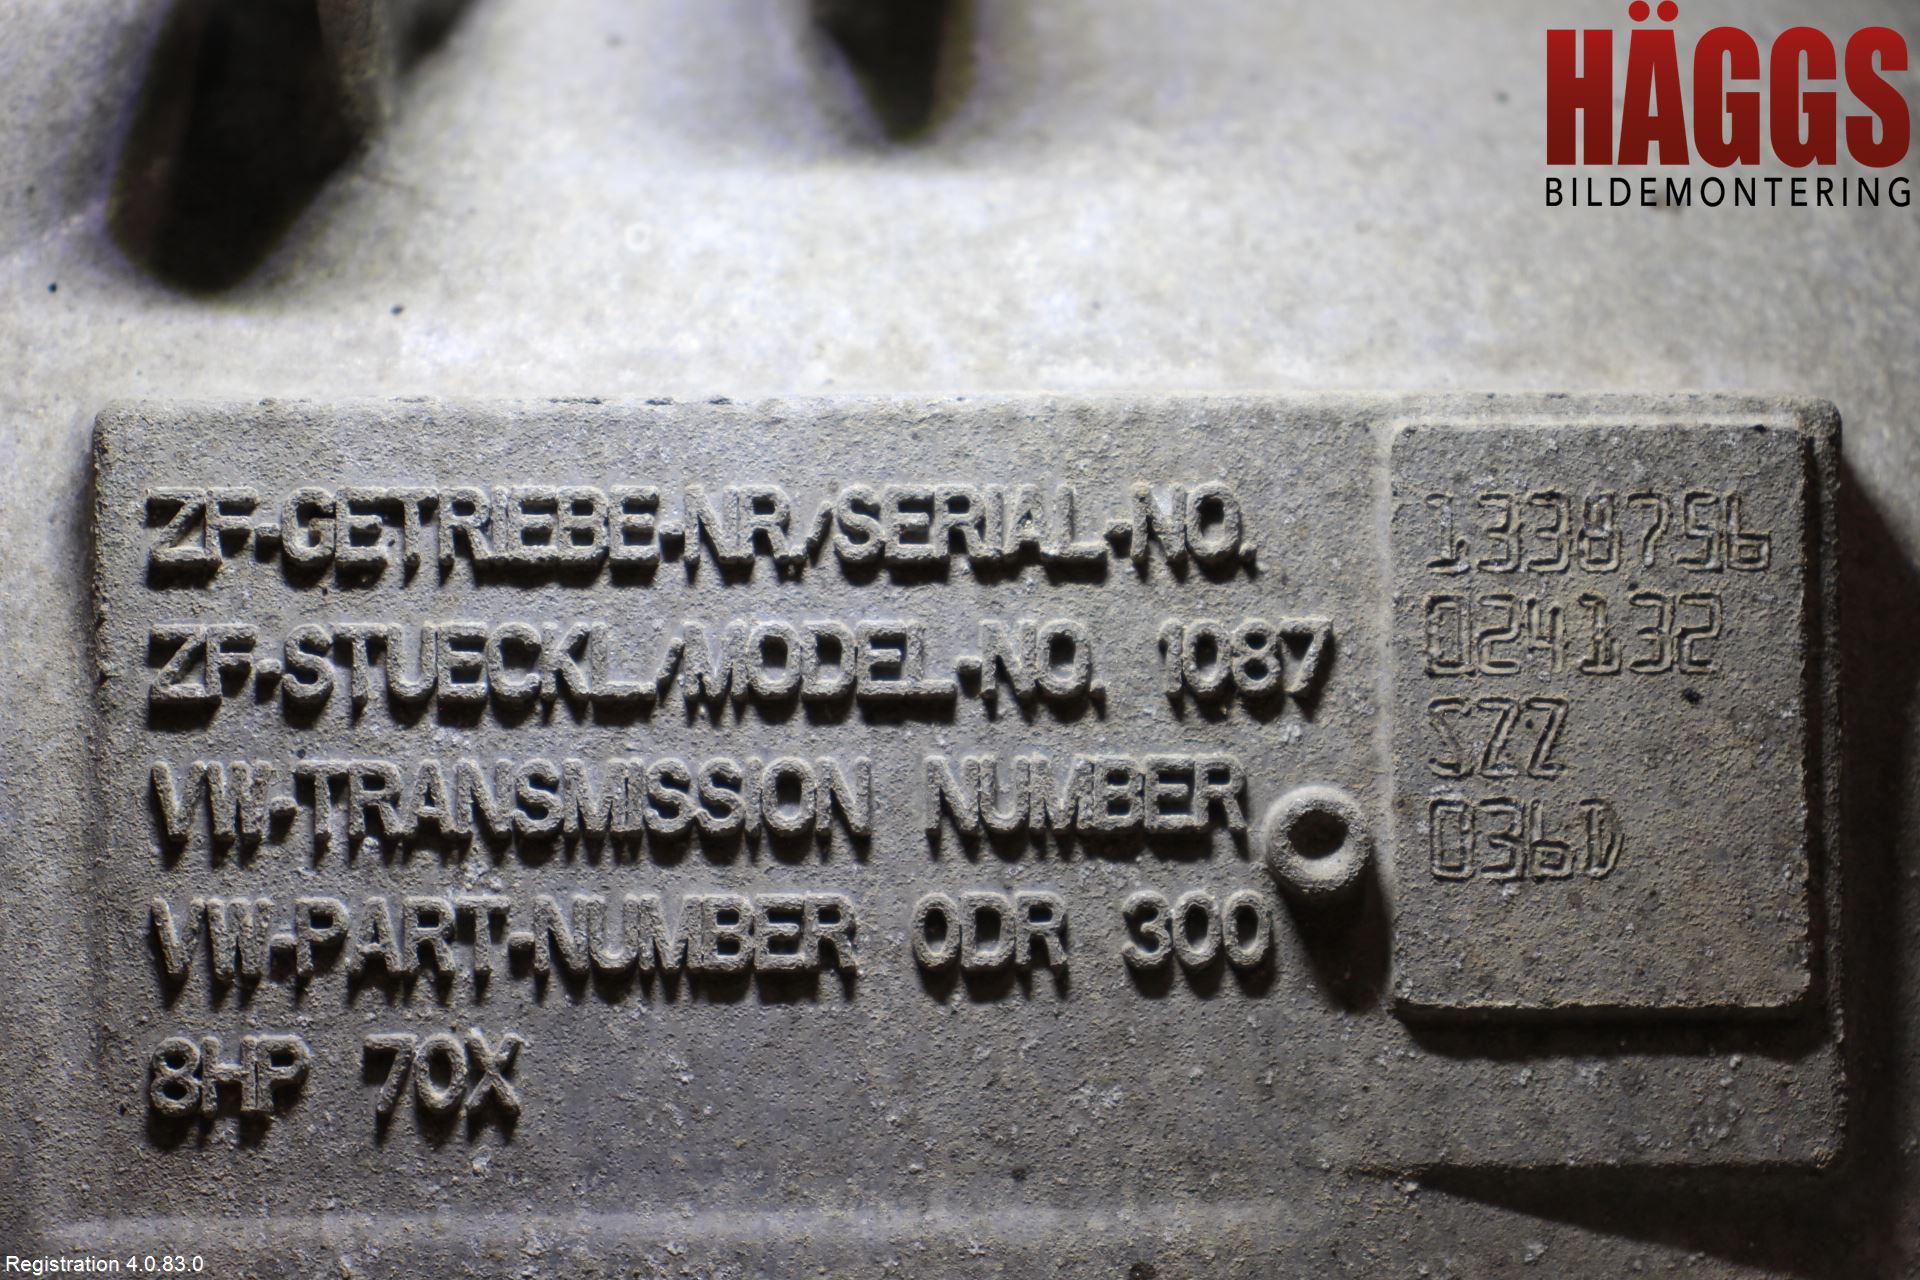 HÄGGS
BILDEMONTERING
ZF-GETRIEBE-NR./SERIAL-NO. 1338756
ZF-STUECKL./MODEL-NO. 1087 024132
VW-TRANSMISSION NUMBER SZZ
VW-PART-NUMBER 0DR 300 036D
8HP 70X
Registration 4.0.83.0